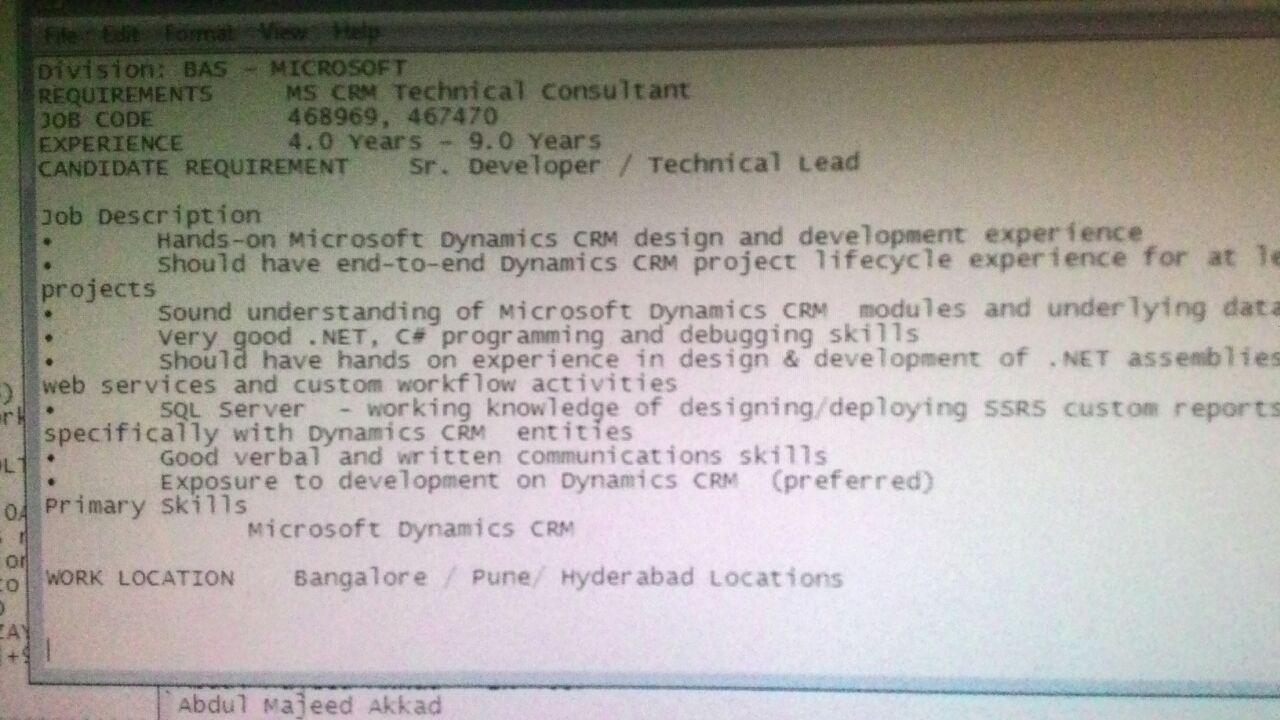 File Edit Format View Help
Division: BAS - MICROSOFT
REQUIREMENTS MS CRM Technical Consultant
JOB CODE 468969, 467470
EXPERIENCE 4.0 Years - 9.0 Years
CANDIDATE REQUIREMENT Sr. Developer / Technical Lead
Job Description
• Hands-on Microsoft Dynamics CRM design and development experience
• Should have end-to-end Dynamics CRM project lifecycle experience for at le
projects
• Sound understanding of Microsoft Dynamics CRM modules and underlying data
• Very good .NET, C# programming and debugging skills
• Should have hands on experience in design & development of .NET assemblies
web services and custom workflow activities
• SQL Server - working knowledge of designing/deploying SSRS custom reports
specifically with Dynamics CRM entities
• Good verbal and written communications skills
• Exposure to development on Dynamics CRM (preferred)
Primary Skills
Microsoft Dynamics CRM
WORK LOCATION Bangalore / Pune/ Hyderabad Locations
Abdul Majeed Akkad